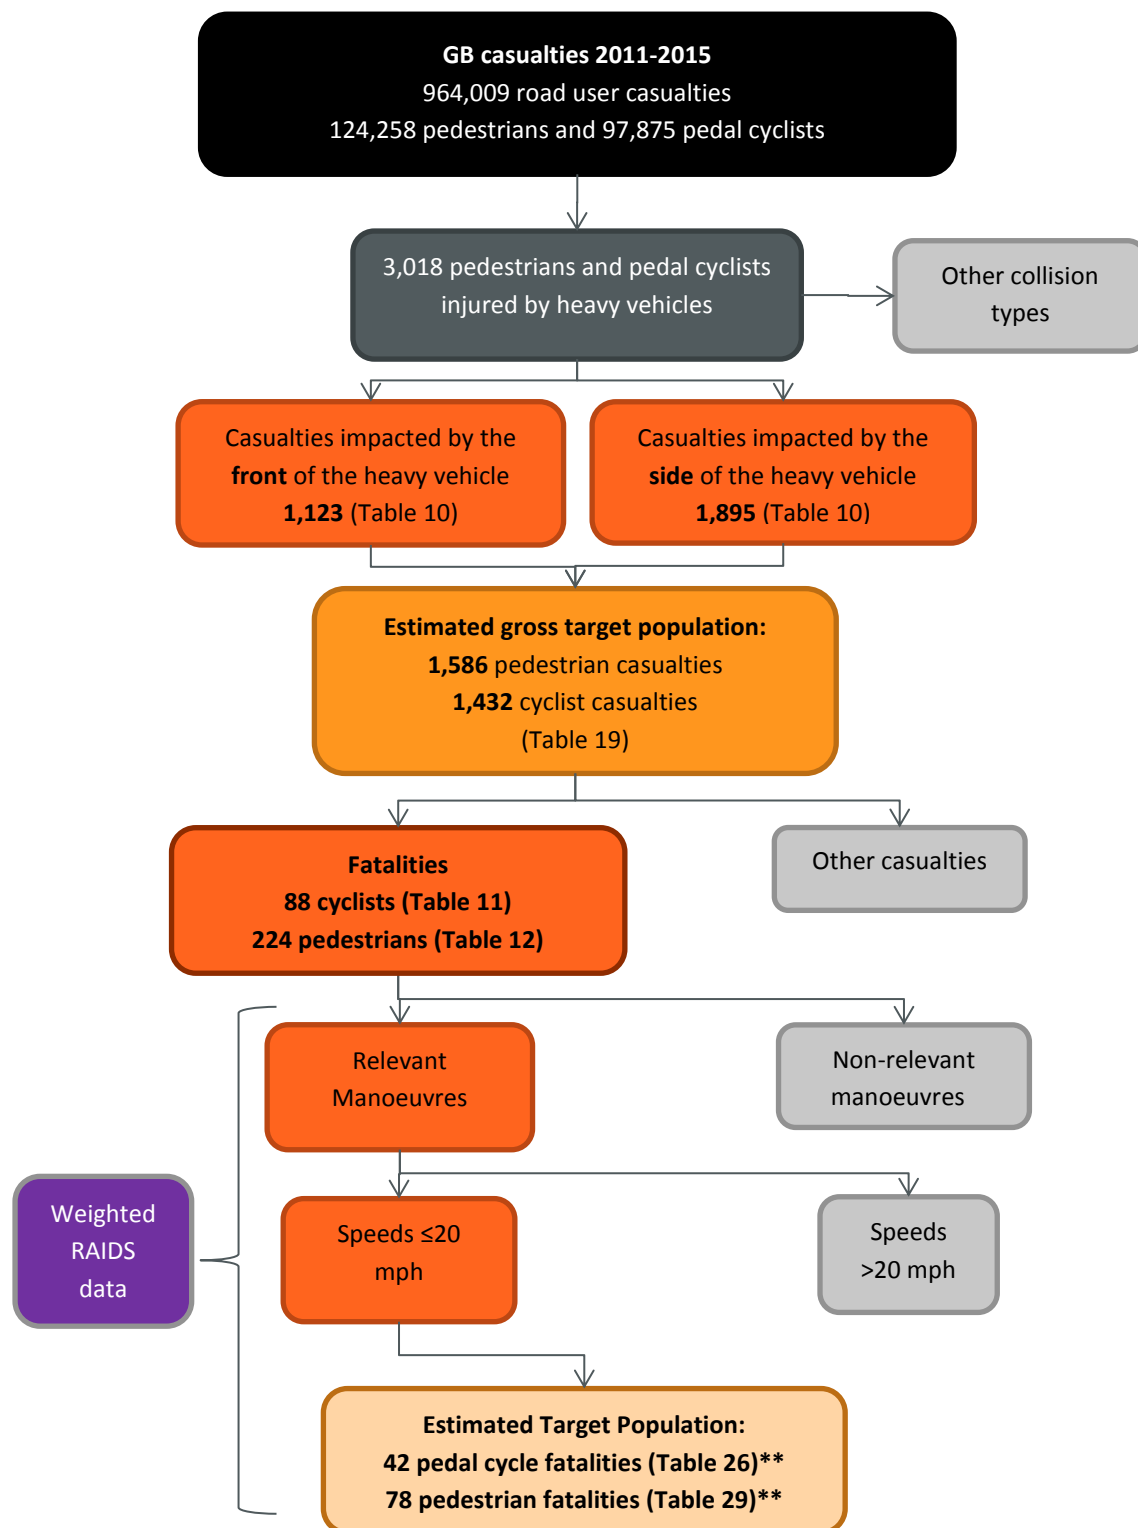 GB casualties 2011-2015
964,009 road user casualties
124,258 pedestrians and 97,875 pedal cyclists
3,018 pedestrians and pedal cyclists
injured by heavy vehicles
Other collision
types
Casualties impacted by the
front of the heavy vehicle
1,123 (Table 10)
Casualties impacted by the
side of the heavy vehicle
1,895 (Table 10)
Estimated gross target population:
1,586 pedestrian casualties
1,432 cyclist casualties
(Table 19)
Fatalities
88 cyclists (Table 11)
224 pedestrians (Table 12)
Other casualties
Relevant
Manoeuvres
Non-relevant
manoeuvres
Weighted
RAIDS
data
Speeds ≤20
mph
Speeds
>20 mph
Estimated Target Population:
42 pedal cycle fatalities (Table 26)**
78 pedestrian fatalities (Table 29)**